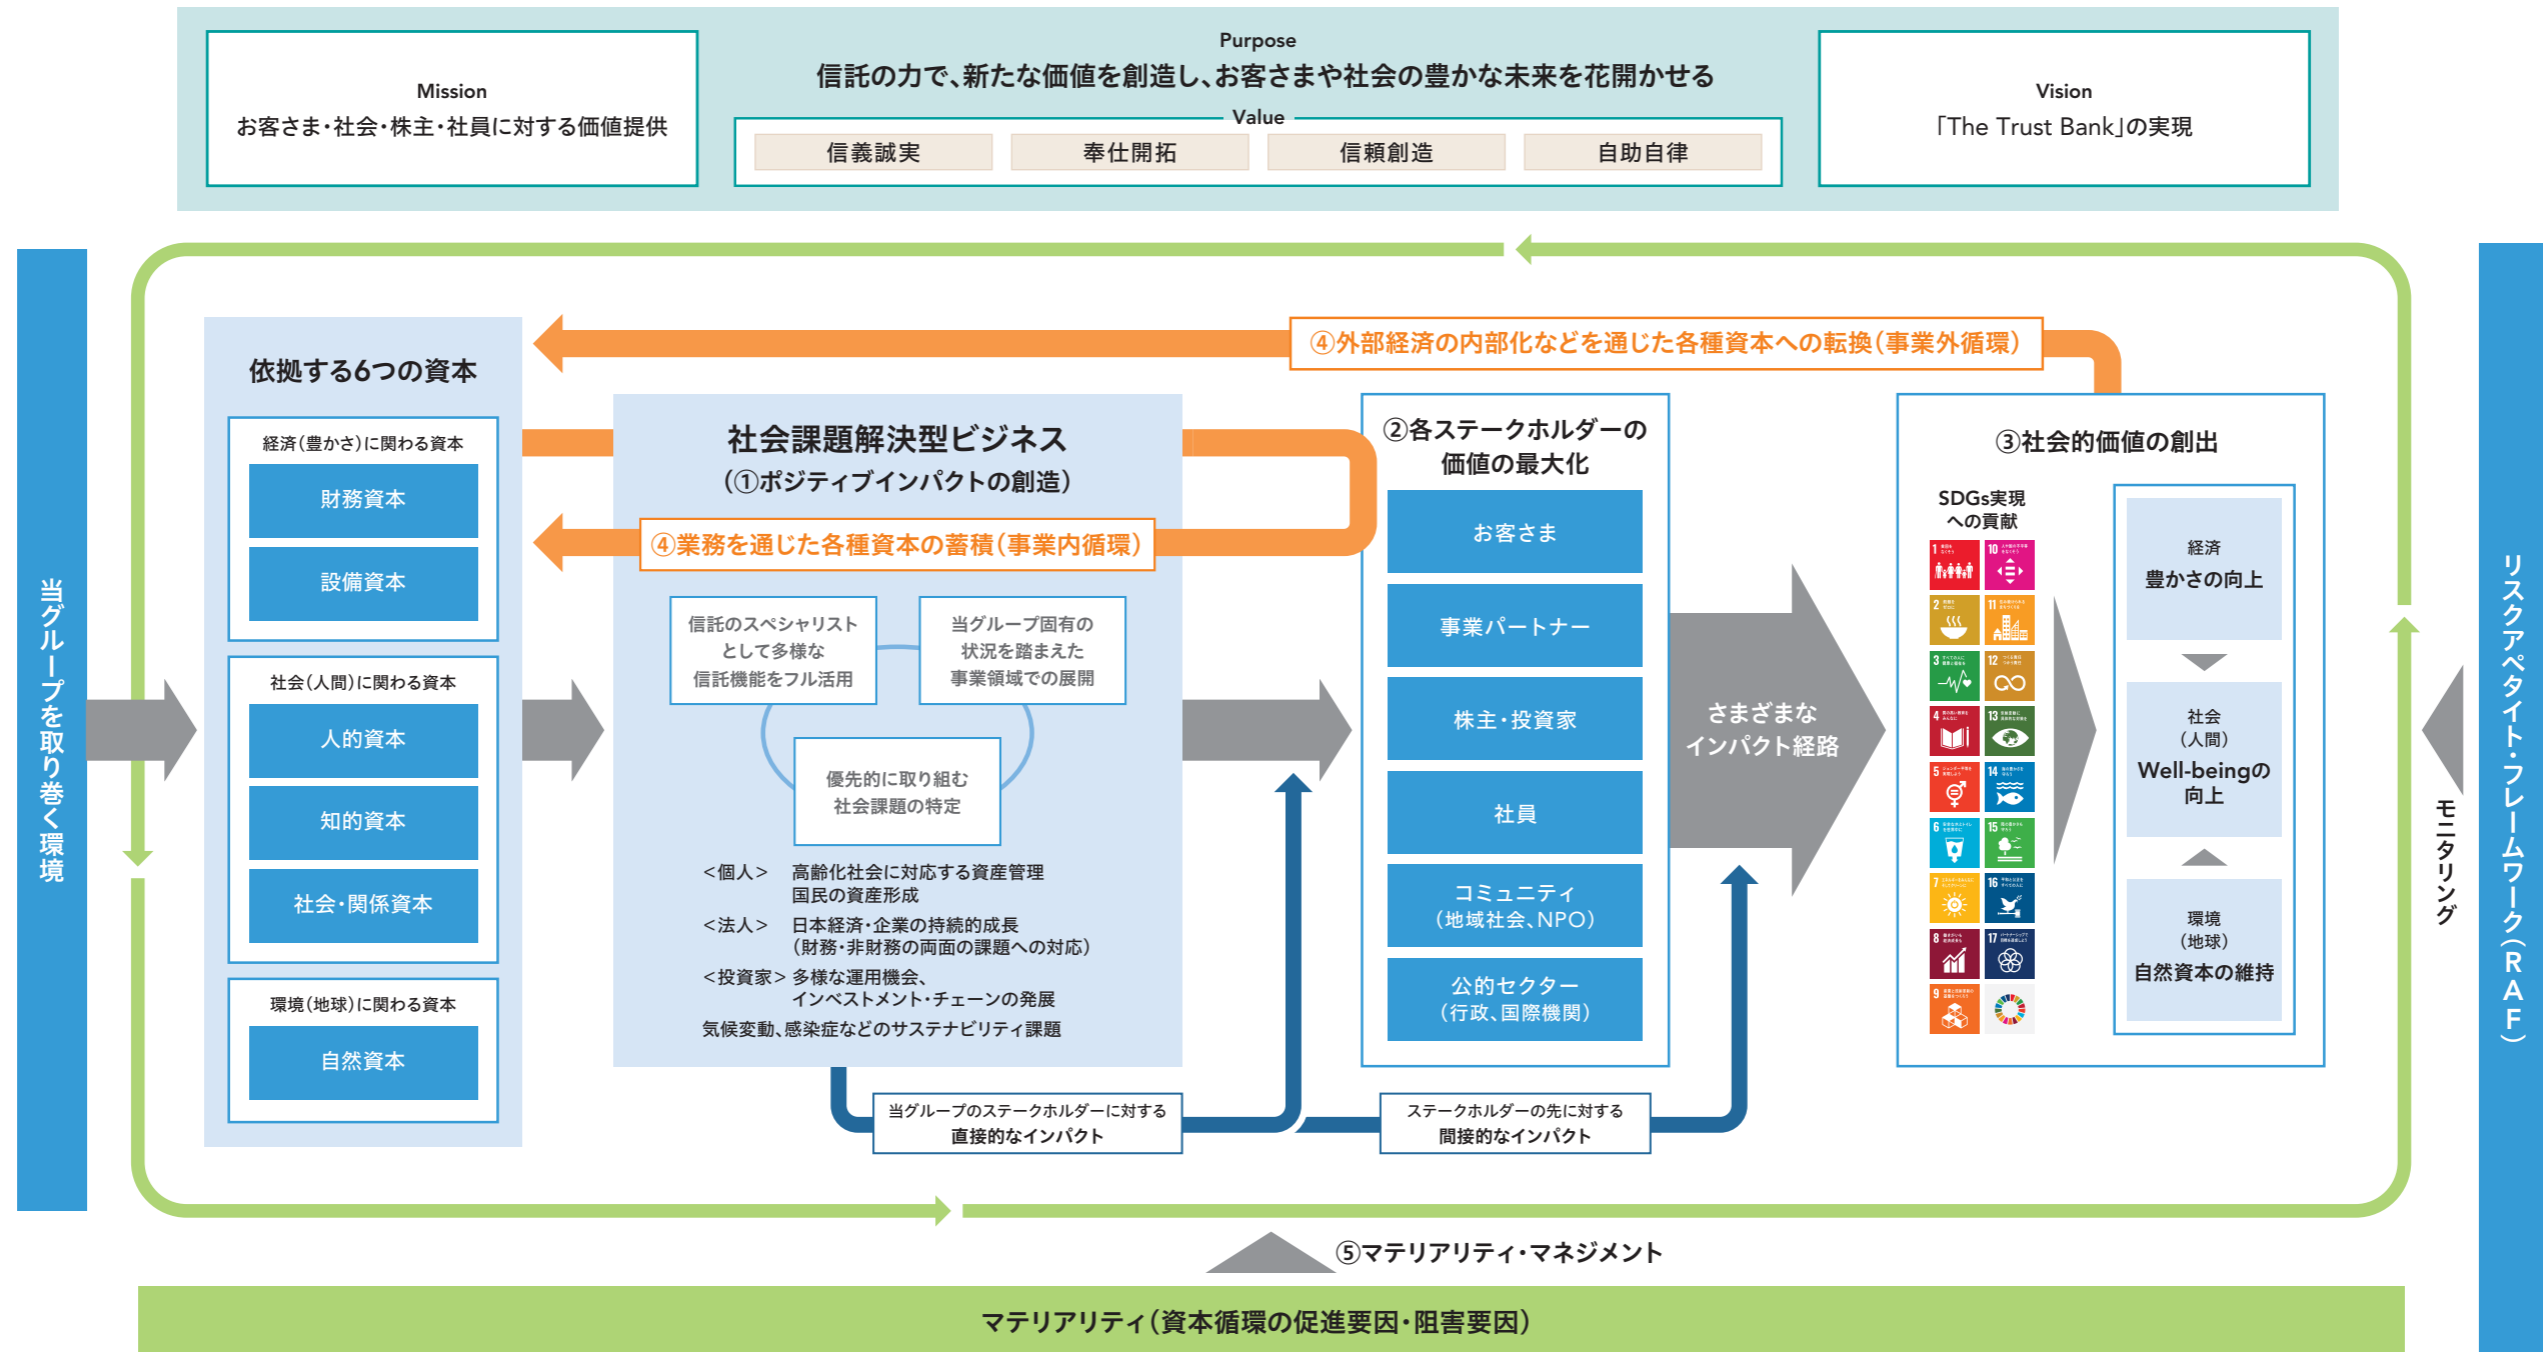 Purpose
信託の力で、新たな価値を創造し、お客さまや社会の豊かな未来を花開かせる
Mission
お客さま・社会・株主・社員に対する価値提供
Value
信義誠実
奉仕開拓
信頼創造
自助自律
Vision
「The Trust Bank」の実現
当グループを取り巻く環境
依拠する6つの資本
経済（豊かさ）に関わる資本
財務資本
設備資本
社会（人間）に関わる資本
人的資本
知的資本
社会・関係資本
環境（地球）に関わる資本
自然資本
④外部経済の内部化などを通じた各種資本への転換（事業外循環）
社会課題解決型ビジネス
（①ポジティブインパクトの創造）
④業務を通じた各種資本の蓄積（事業内循環）
信託のスペシャリスト
として多様な
信託機能をフル活用
当グループ固有の
状況を踏まえた
事業領域での展開
優先的に取り組む
社会課題の特定
＜個人＞ 高齢化社会に対応する資産管理
国民の資産形成
＜法人＞ 日本経済・企業の持続的成長
（財務・非財務の両面の課題への対応）
＜投資家＞ 多様な運用機会、
インベストメント・チェーンの発展
気候変動、感染症などのサステナビリティ課題
当グループのステークホルダーに対する
直接的なインパクト
ステークホルダーの先に対する
間接的なインパクト
②各ステークホルダーの
価値の最大化
お客さま
事業パートナー
株主・投資家
社員
コミュニティ
（地域社会、NPO）
公的セクター
（行政、国際機関）
さまざまな
インパクト経路
③社会的価値の創出
SDGs実現
への貢献
1
10
2
11
3
12
4
13
5
14
6
15
7
16
8
17
9
経済
豊かさの向上
社会
（人間）
Well-beingの
向上
環境
（地球）
自然資本の維持
モニタリング
リスクアペタイト・フレームワーク（RAF）
⑤マテリアリティ・マネジメント
マテリアリティ（資本循環の促進要因・阻害要因）